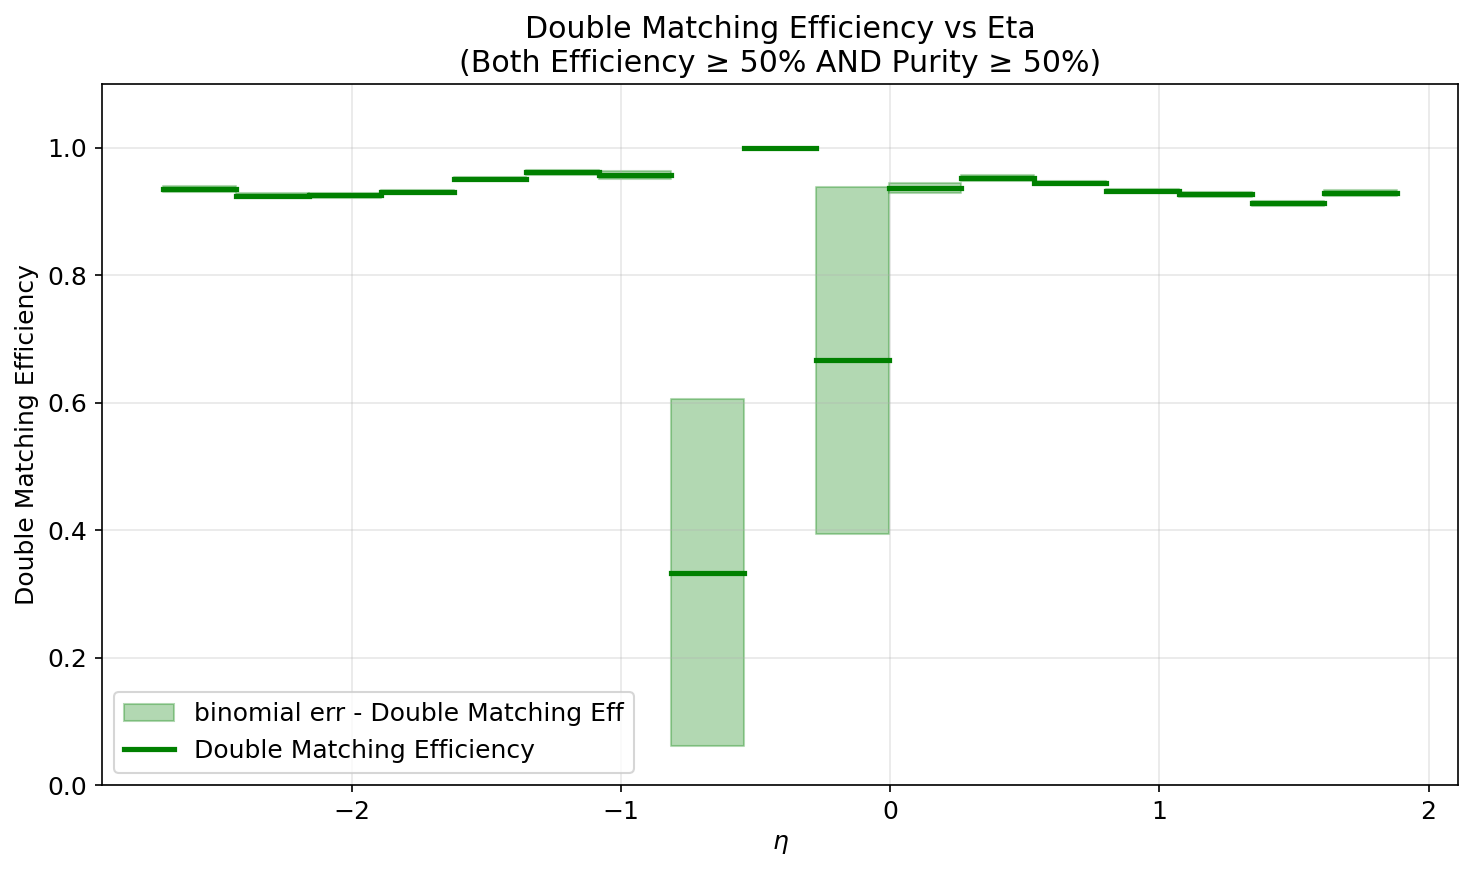 Double Matching Efficiency vs Eta
(Both Efficiency ≥ 50% AND Purity ≥ 50%)
Double Matching Efficiency
1.0
0.8
0.6
0.4
0.2
0.0
binomial err - Double Matching Eff
Double Matching Efficiency
−2
−1
0
1
2
η